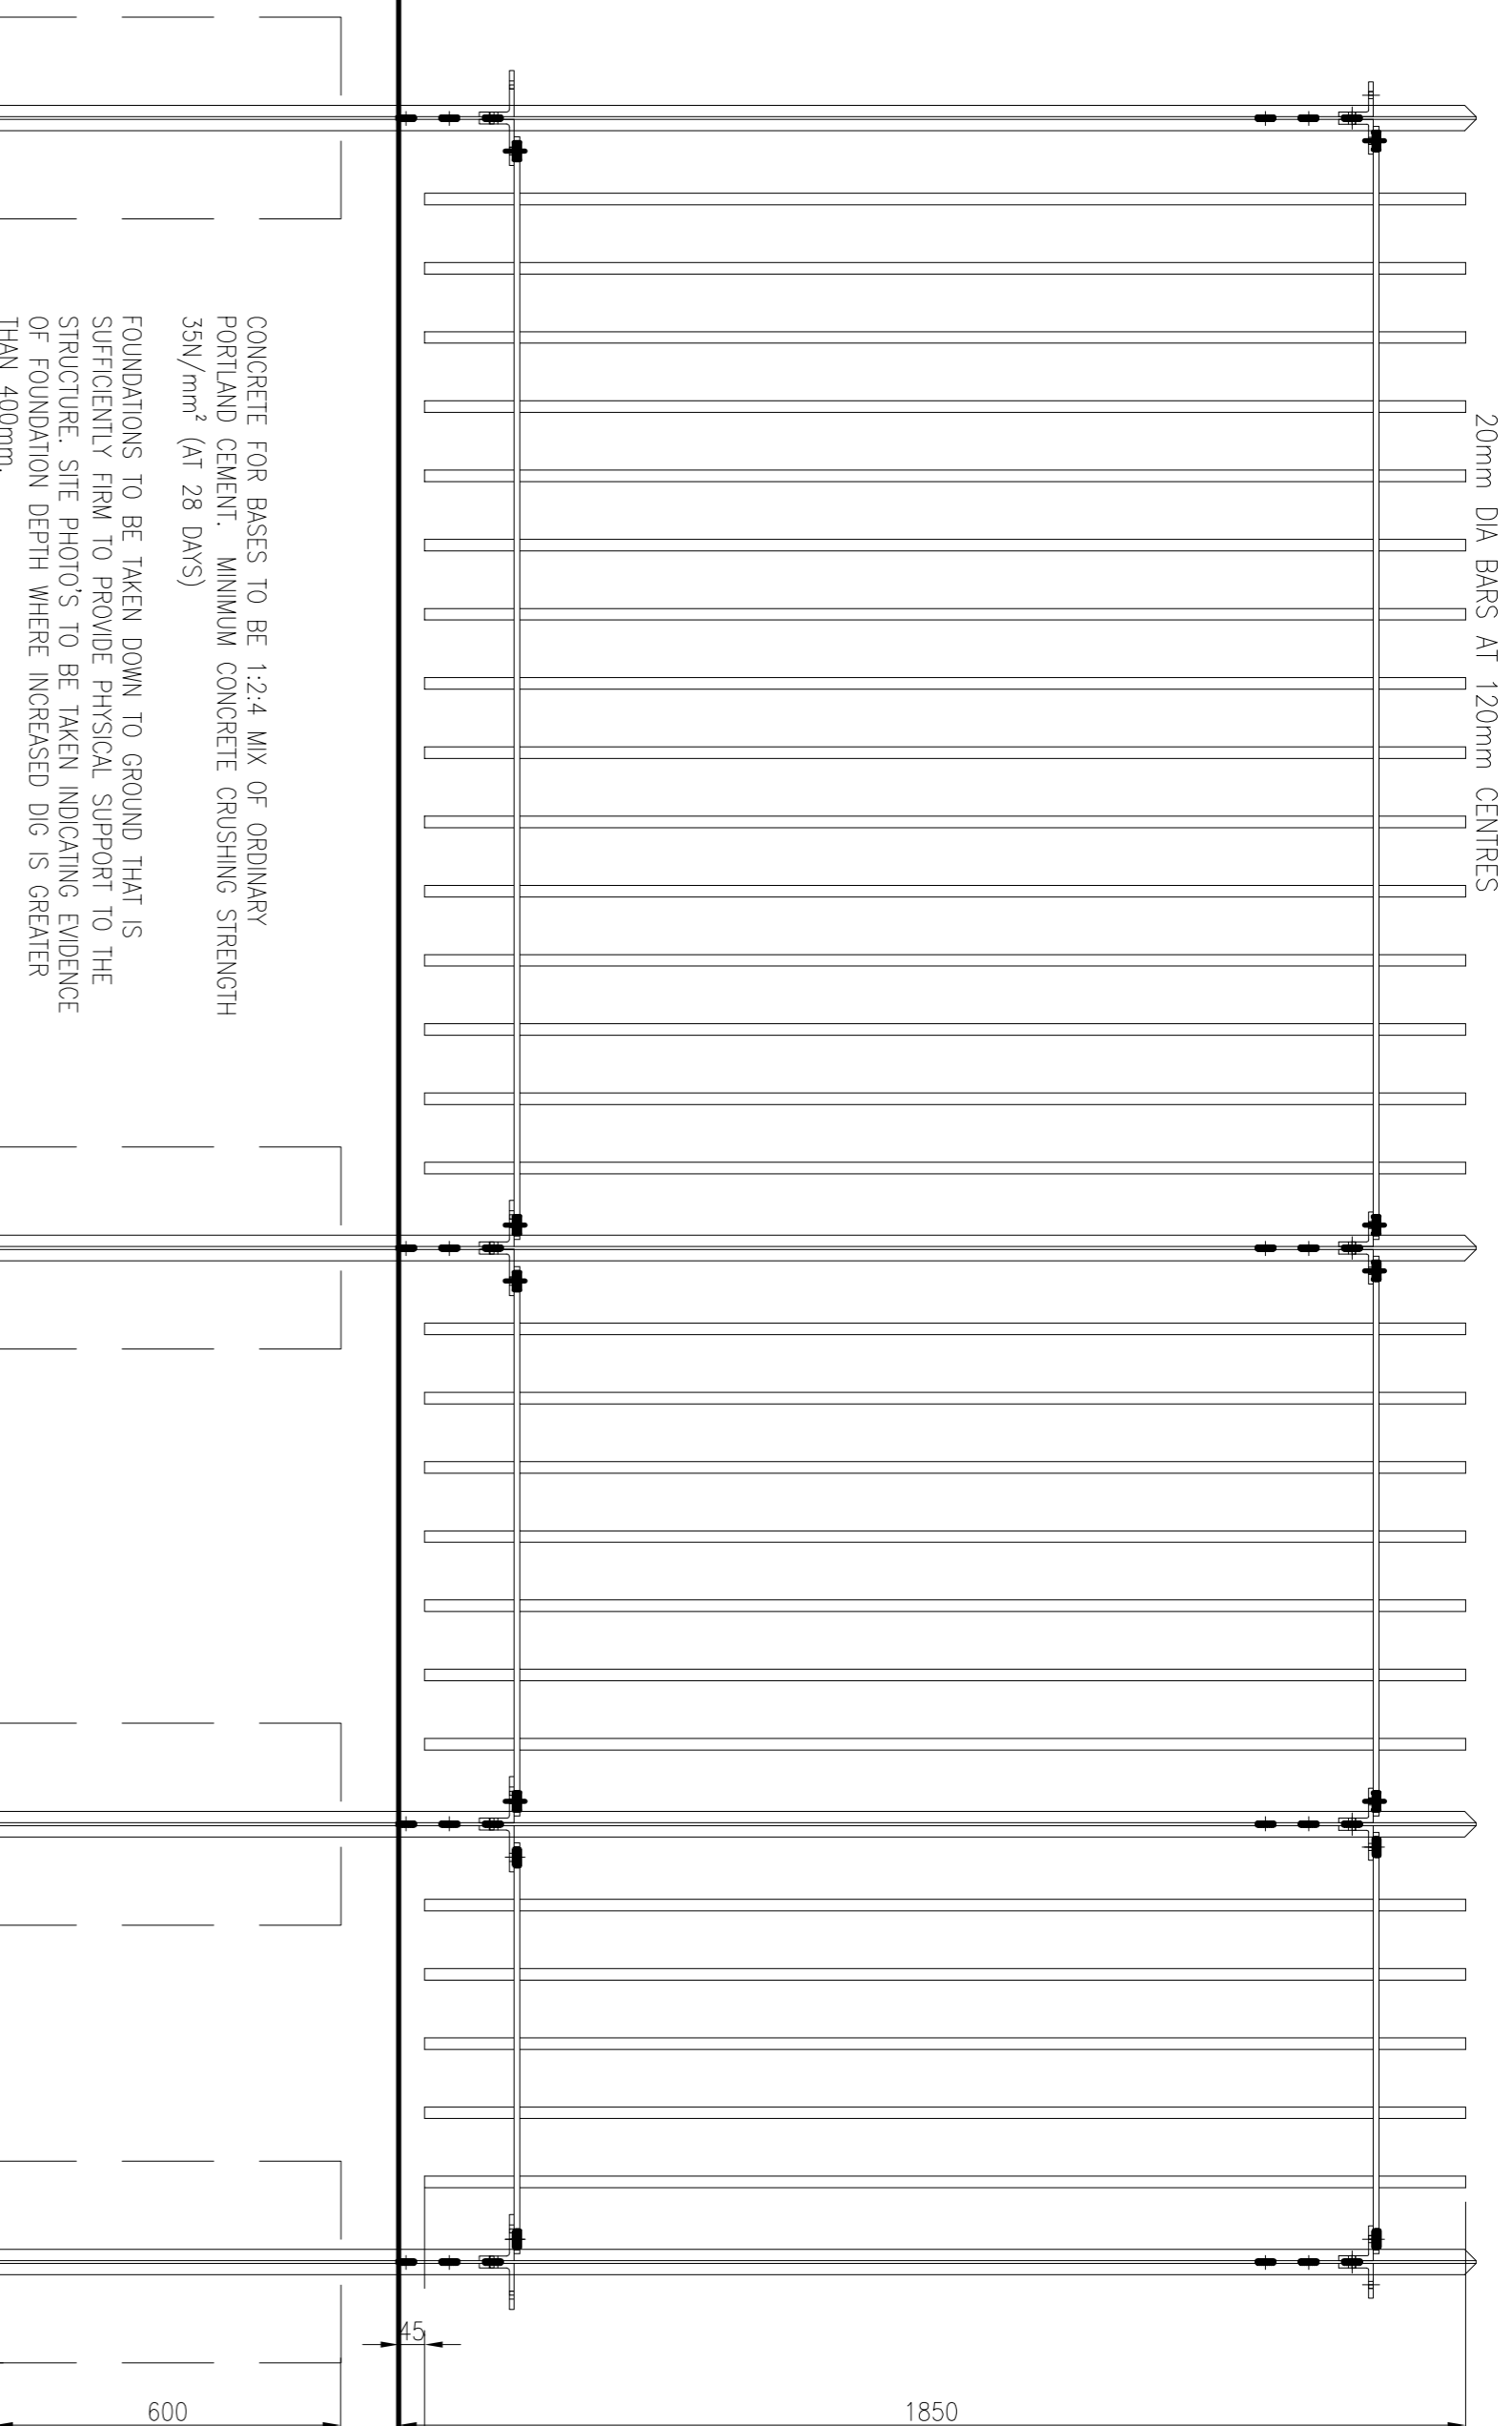 20mm DIA BARS AT 120mm CENTRES
CONCRETE FOR BASES TO BE 1:2:4 MIX OF ORDINARY
PORTLAND CEMENT. MINIMUM CONCRETE CRUSHING STRENGTH
35N/mm² (AT 28 DAYS)
FOUNDATIONS TO BE TAKEN DOWN TO GROUND THAT IS
SUFFICIENTLY FIRM TO PROVIDE PHYSICAL SUPPORT TO THE
STRUCTURE. SITE PHOTO'S TO BE TAKEN INDICATING EVIDENCE
OF FOUNDATION DEPTH WHERE INCREASED DIG IS GREATER
THAN 400mm.
45
600
1850